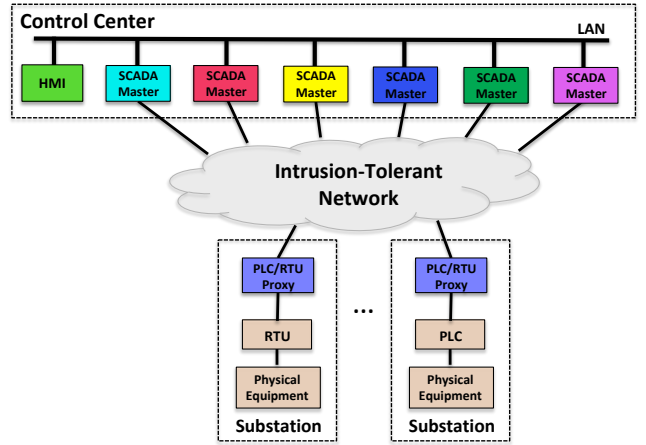 Control Center
LAN
HMI
SCADA
Master
SCADA
Master
SCADA
Master
SCADA
Master
SCADA
Master
SCADA
Master
Intrusion-Tolerant
Network
PLC/RTU
Proxy
PLC/RTU
Proxy
...
RTU
PLC
Physical
Equipment
Physical
Equipment
Substation
Substation